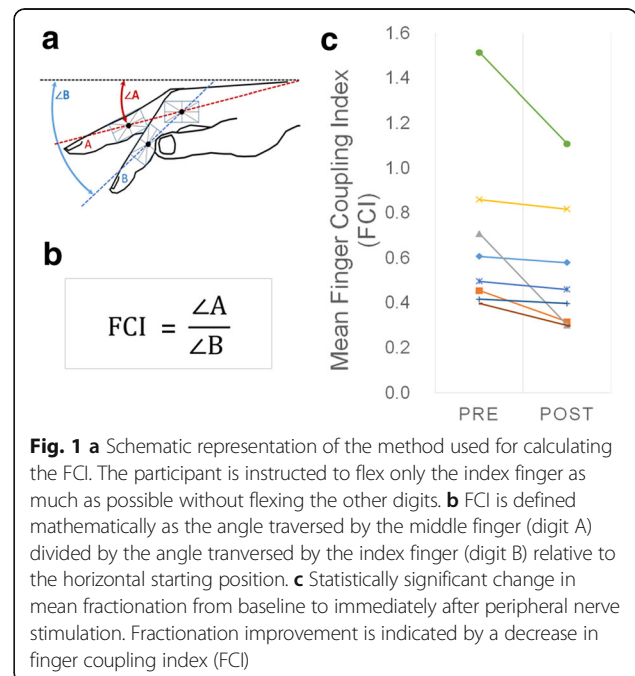 a
∠B
∠A
A
B
b
FCI = ∠A / ∠B
c
Mean Finger Coupling Index
(FCI)
1.6
1.4
1.2
1.0
0.8
0.6
0.4
0.2
0.0
PRE
POST
Fig. 1 a Schematic representation of the method used for calculating
the FCI. The participant is instructed to flex only the index finger as
much as possible without flexing the other digits. b FCI is defined
mathematically as the angle traversed by the middle finger (digit A)
divided by the angle tranversed by the index finger (digit B) relative to
the horizontal starting position. c Statistically significant change in
mean fractionation from baseline to immediately after peripheral nerve
stimulation. Fractionation improvement is indicated by a decrease in
finger coupling index (FCI)